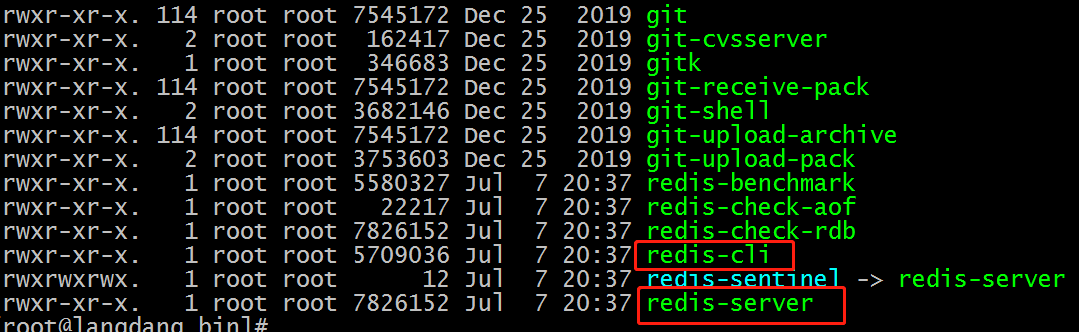 rwxr-xr-x. 114 root root 7545172 Dec 25  2019 git
rwxr-xr-x.   2 root root  162417 Dec 25  2019 git-cvsserver
rwxr-xr-x.   1 root root  346683 Dec 25  2019 gitk
rwxr-xr-x. 114 root root 7545172 Dec 25  2019 git-receive-pack
rwxr-xr-x.   2 root root 3682146 Dec 25  2019 git-shell
rwxr-xr-x. 114 root root 7545172 Dec 25  2019 git-upload-archive
rwxr-xr-x.   2 root root 3753603 Dec 25  2019 git-upload-pack
rwxr-xr-x.   1 root root 5580327 Jul  7 20:37 redis-benchmark
rwxr-xr-x.   1 root root   22217 Jul  7 20:37 redis-check-aof
rwxr-xr-x.   1 root root 7826152 Jul  7 20:37 redis-check-rdb
rwxr-xr-x.   1 root root 5709036 Jul  7 20:37 redis-cli
rwxrwxrwx.   1 root root      12 Jul  7 20:37 redis-sentinel -> redis-server
rwxr-xr-x.   1 root root 7826152 Jul  7 20:37 redis-server
[root@langdang bin]#